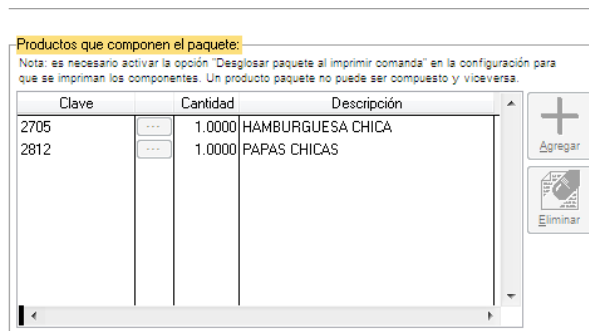 Productos que componen el paquete:
Nota: es necesario activar la opción "Desglosar paquete al imprimir comanda" en la configuración para
que se impriman los componentes. Un producto paquete no puede ser compuesto y viceversa.
Clave Cantidad Descripción
2705 ... 1.0000 HAMBURGUESA CHICA
2812 ... 1.0000 PAPAS CHICAS
Agregar
Eliminar